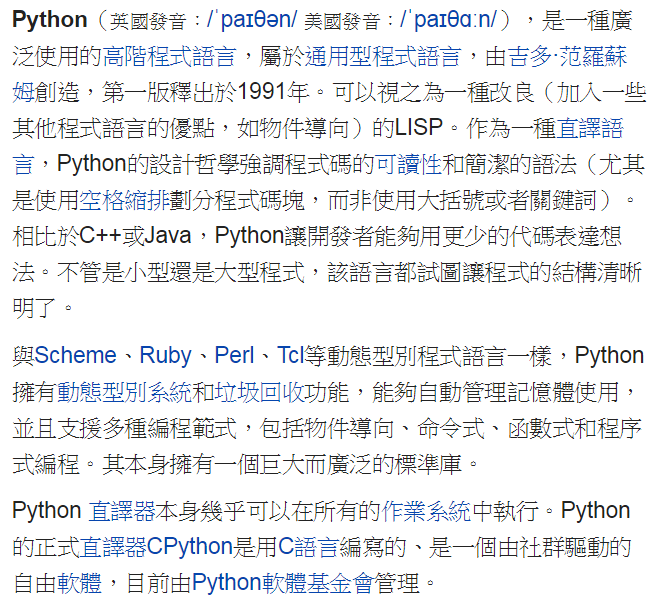 Python（英國發音：/ˈpaɪθən/ 美國發音：/ˈpaɪθɑːn/），是一種廣
泛使用的高階程式語言，屬於通用型程式語言，由吉多·范羅蘇
姆創造，第一版釋出於1991年。可以視之為一種改良（加入一些
其他程式語言的優點，如物件導向）的LISP。作為一種直譯語
言，Python的設計哲學強調程式碼的可讀性和簡潔的語法（尤其
是使用空格縮排劃分程式碼塊，而非使用大括號或者關鍵詞）。
相比於C++或Java，Python讓開發者能夠用更少的代碼表達想
法。不管是小型還是大型程式，該語言都試圖讓程式的結構清晰
明了。
與Scheme、Ruby、Perl、Tcl等動態型別程式語言一樣，Python
擁有動態型別系統和垃圾回收功能，能夠自動管理記憶體使用，
並且支援多種編程範式，包括物件導向、命令式、函數式和程序
式編程。其本身擁有一個巨大而廣泛的標準庫。
Python 直譯器本身幾乎可以在所有的作業系統中執行。Python
的正式直譯器CPython是用C語言編寫的、是一個由社群驅動的
自由軟體，目前由Python軟體基金會管理。